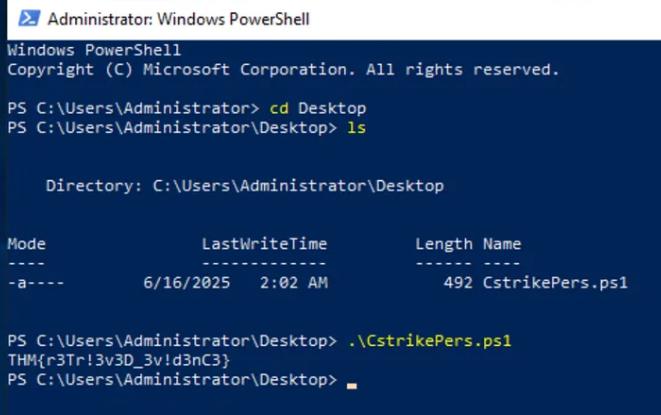 Administrator: Windows PowerShell
Windows PowerShell
Copyright (C) Microsoft Corporation. All rights reserved.
PS C:\Users\Administrator> cd Desktop
PS C:\Users\Administrator\Desktop> ls
Directory: C:\Users\Administrator\Desktop
Mode LastWriteTime Length Name
---- ------------- ------ ----
-a---- 6/16/2025 2:02 AM 492 CstrikePers.ps1
PS C:\Users\Administrator\Desktop> .\CstrikePers.ps1
THM{r3Tr!3v3D_3v!d3nC3}
PS C:\Users\Administrator\Desktop>